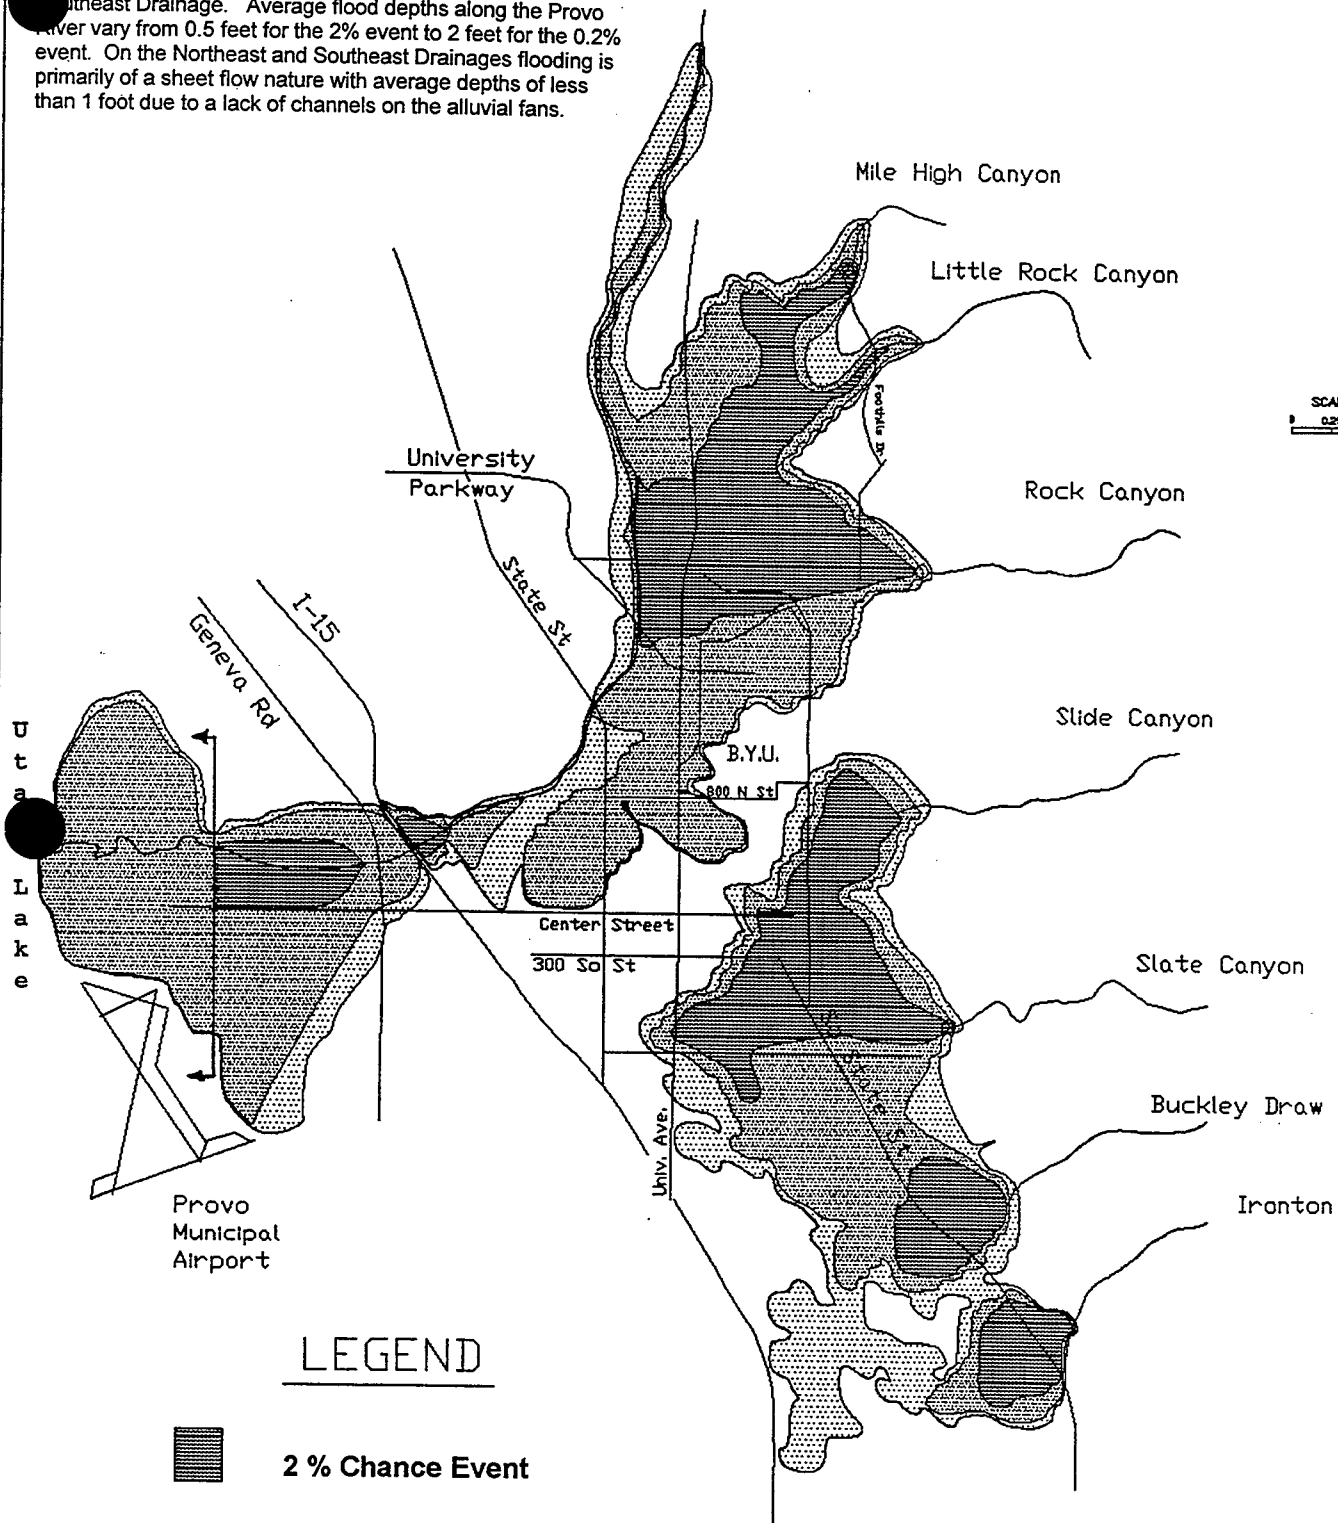 Drainage. Average flood depths along the Provo
River vary from 0.5 feet for the 2% event to 2 feet for the 0.2%
event. On the Northeast and Southeast Drainages flooding is
primarily of a sheet flow nature with average depths of less
than 1 foot due to a lack of channels on the alluvial fans.
Mile High Canyon
Little Rock Canyon
Foothills Dr.
Rock Canyon
University
Parkway
State St
I-15
Geneva Rd
Slide Canyon
B.Y.U.
800 N St
Uta
Lake
Center Street
300 So St
Slate Canyon
So State St.
Buckley Draw
Univ. Ave.
Ironton
Provo
Municipal
Airport
LEGEND
2 % Chance Event